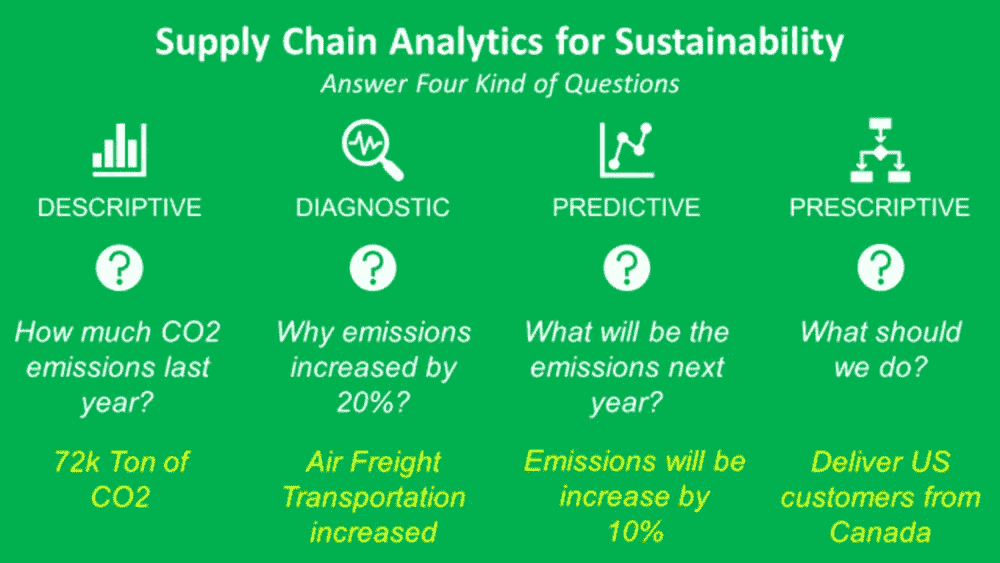 Supply Chain Analytics for Sustainability
Answer Four Kind of Questions
DESCRIPTIVE
?
How much CO2
emissions last
year?
72k Ton of
CO2
DIAGNOSTIC
?
Why emissions
increased by
20%?
Air Freight
Transportation
increased
PREDICTIVE
?
What will be the
emissions next
year?
Emissions will be
increase by
10%
PRESCRIPTIVE
?
What should
we do?
Deliver US
customers from
Canada